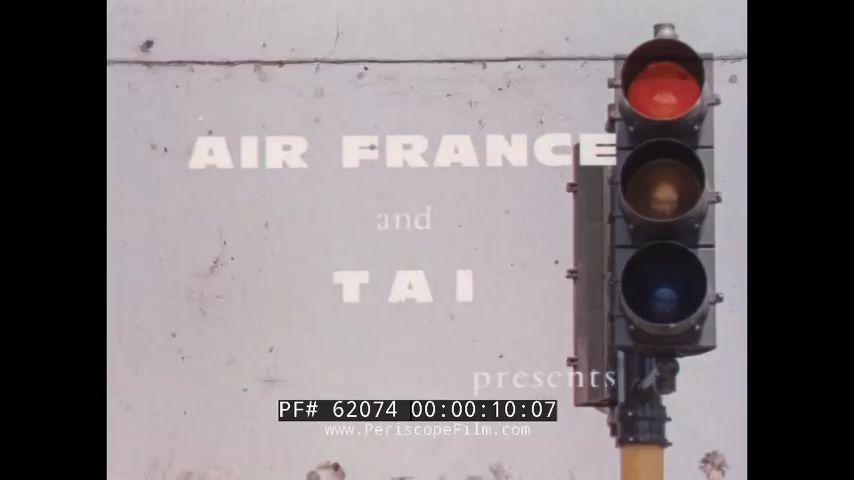 AIR FRANCE
and
TAI
presents
PF# 62074 00:00:10:07
www.PeriscopeFilm.com